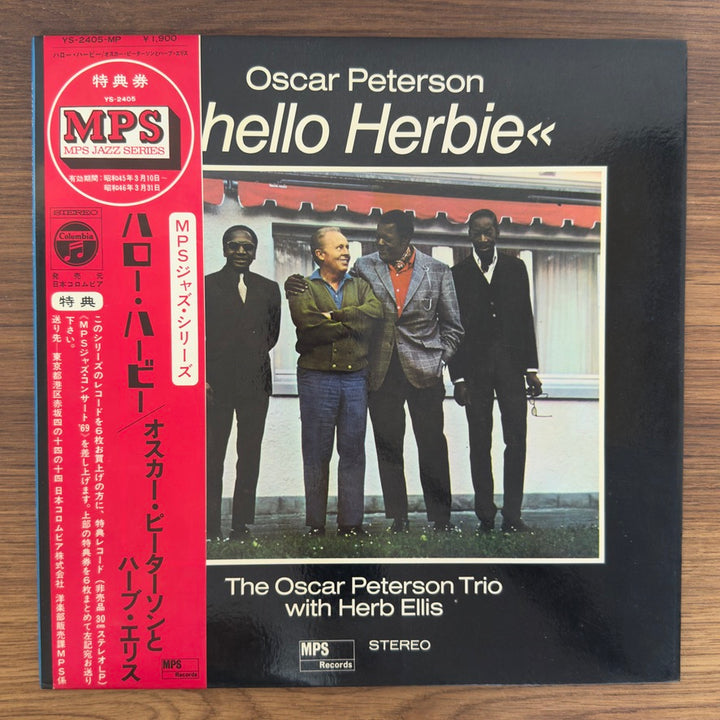 YS-2405-MP ¥1,900
ハロー・ハービー/オスカー・ピーターソンとハーブ・エリス
特典券
YS-2405
MPS
MPS JAZZ SERIES
有効期間:昭和45年3月10日~
昭和46年3月31日
STEREO
Columbia
発売元
日本コロムビア
MPSジャズ・シリーズ
ハロー・ハービー/オスカー・ピーターソンと
ハーブ・エリス
特典
このシリーズのレコードを6枚お買上げの方に、特典レコード(非売品 30cmステレオLP)
《MPSジャズ・コンサート'69》を差し上げます。上部の特典券を6枚まとめて左記宛お送り
下さい。
送り先—東京都港区赤坂四の十四の十四 日本コロムビア株式会社 洋楽部販売課MPS係
MPS
Records
Oscar Peterson
hello Herbie«
The Oscar Peterson Trio
with Herb Ellis
MPS
Records
STEREO